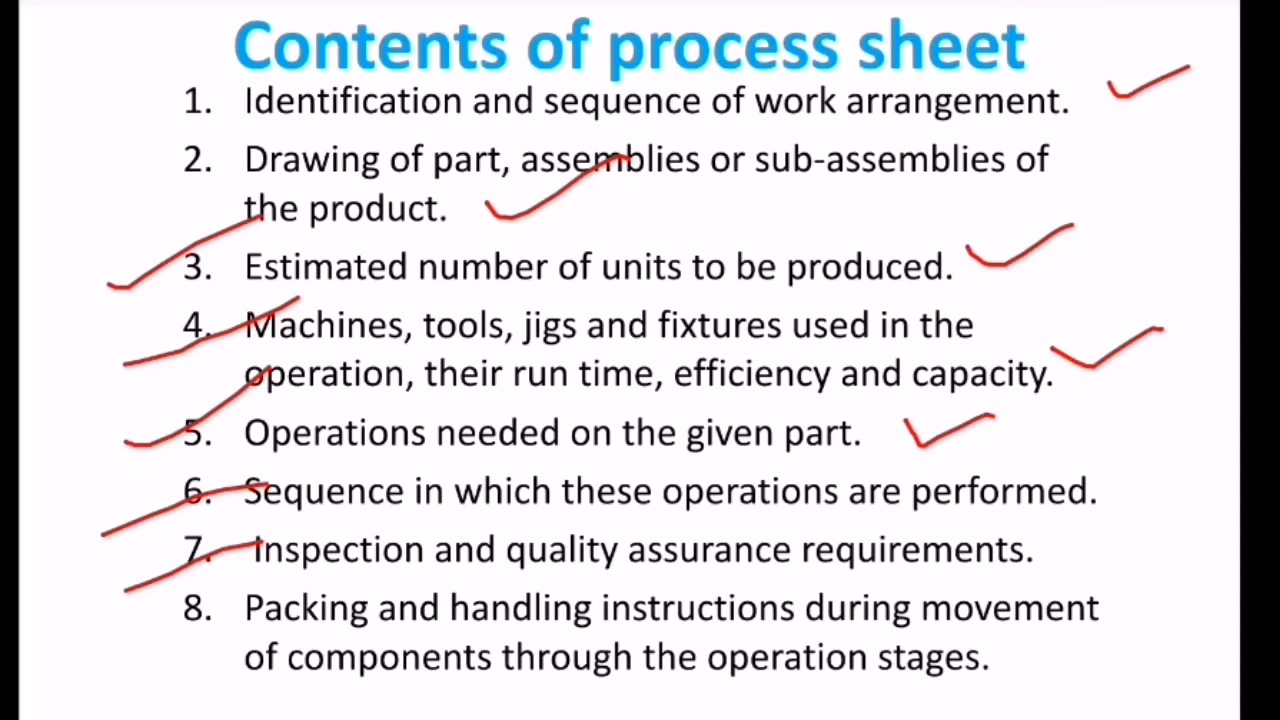 Contents of process sheet
1. Identification and sequence of work arrangement.
2. Drawing of part, assemblies or sub-assemblies of
the product.
3. Estimated number of units to be produced.
4. Machines, tools, jigs and fixtures used in the
operation, their run time, efficiency and capacity.
5. Operations needed on the given part.
6. Sequence in which these operations are performed.
7. Inspection and quality assurance requirements.
8. Packing and handling instructions during movement
of components through the operation stages.